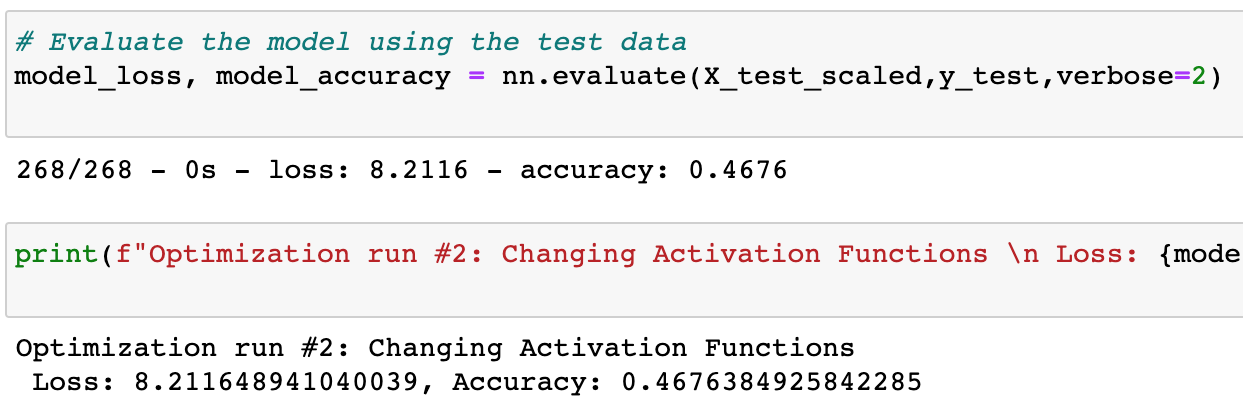 # Evaluate the model using the test data
model_loss, model_accuracy = nn.evaluate(X_test_scaled,y_test,verbose=2)
268/268 - 0s - loss: 8.2116 - accuracy: 0.4676
print(f"Optimization run #2: Changing Activation Functions \n Loss: {mode
Optimization run #2: Changing Activation Functions
Loss: 8.211648941040039, Accuracy: 0.4676384925842285